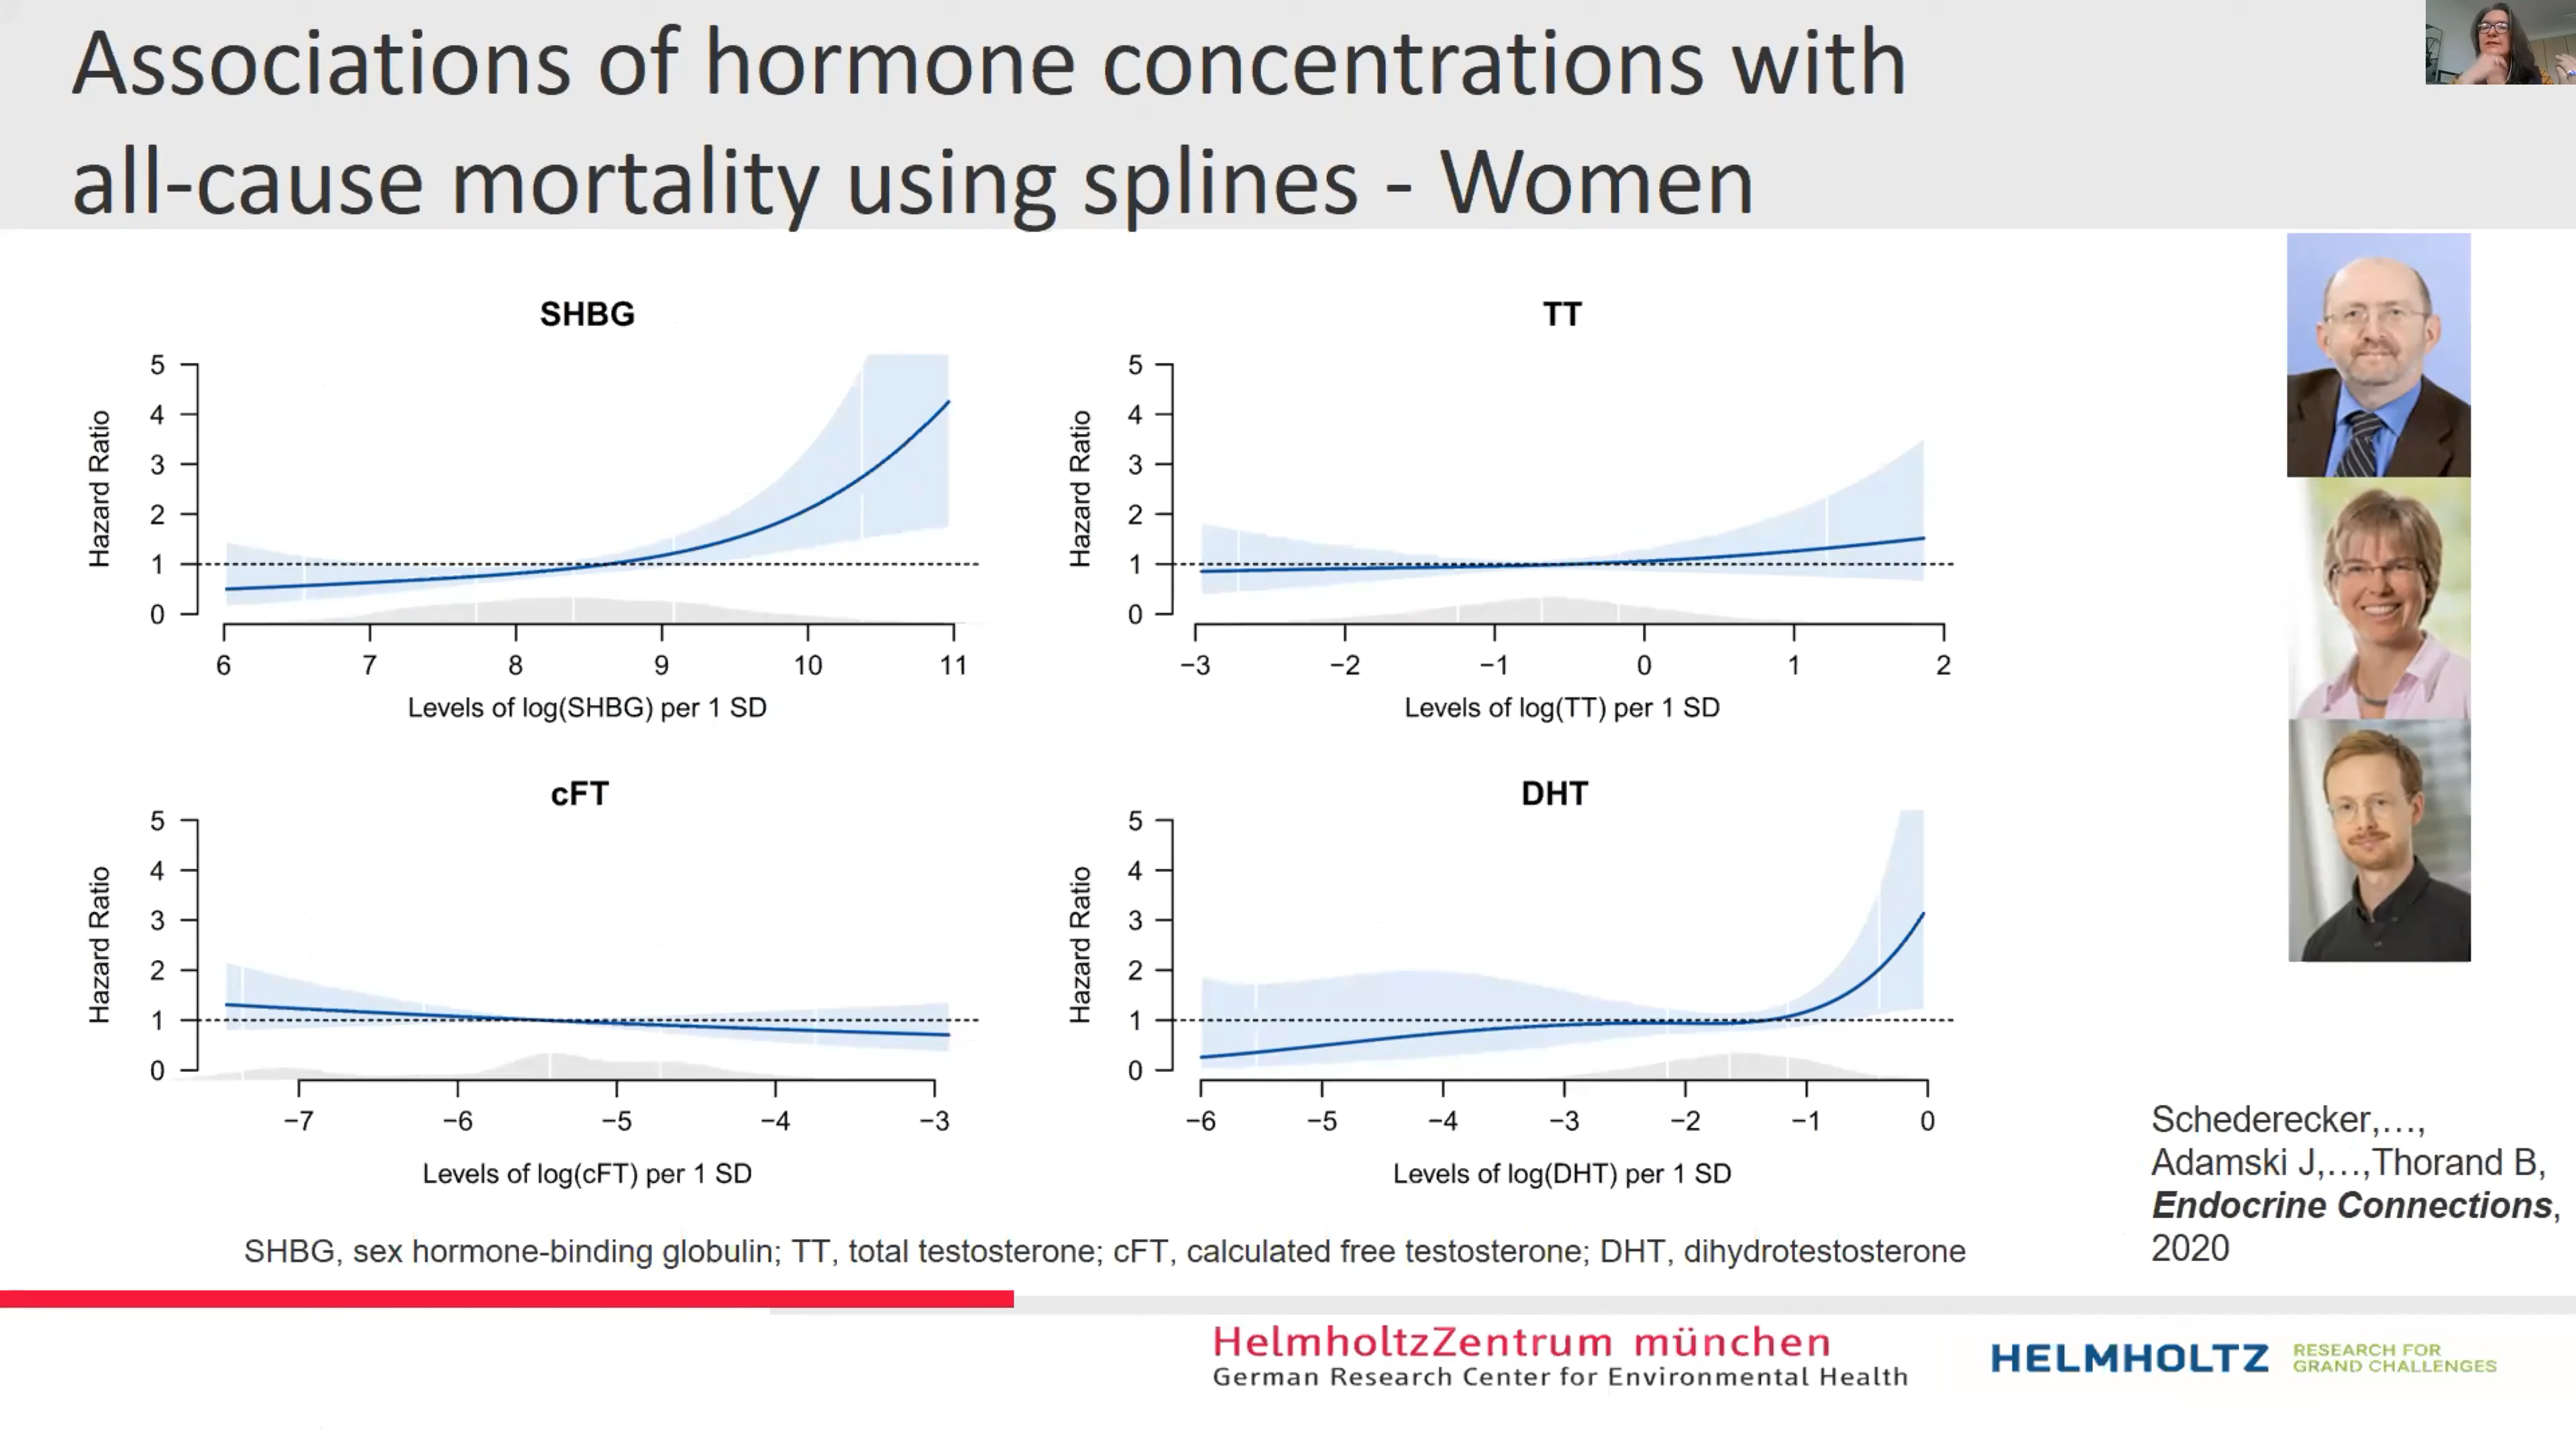 Associations of hormone concentrations with
all-cause mortality using splines - Women
SHBG
5
4
3
2
1
0
Hazard Ratio
6 7 8 9 10 11
Levels of log(SHBG) per 1 SD
TT
5
4
3
2
1
0
Hazard Ratio
−3 −2 −1 0 1 2
Levels of log(TT) per 1 SD
cFT
5
4
3
2
1
0
Hazard Ratio
−7 −6 −5 −4 −3
Levels of log(cFT) per 1 SD
DHT
5
4
3
2
1
0
Hazard Ratio
−6 −5 −4 −3 −2 −1 0
Levels of log(DHT) per 1 SD
Schederecker,…,
Adamski J,…,Thorand B,
Endocrine Connections,
2020
SHBG, sex hormone-binding globulin; TT, total testosterone; cFT, calculated free testosterone; DHT, dihydrotestosterone
HelmholtzZentrum münchen
German Research Center for Environmental Health
HELMHOLTZ
RESEARCH FOR
GRAND CHALLENGES